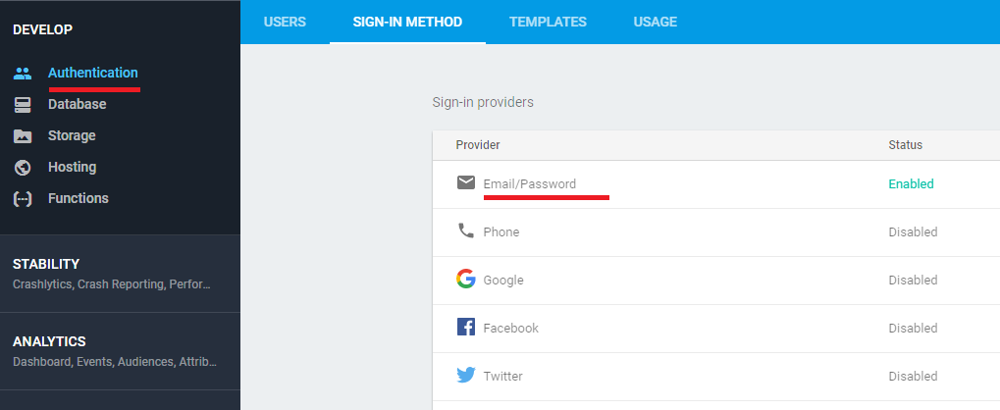 DEVELOP
Authentication
Database
Storage
Hosting
Functions
STABILITY
Crashlytics, Crash Reporting, Perfor...
ANALYTICS
Dashboard, Events, Audiences, Attrib...
USERS SIGN-IN METHOD TEMPLATES USAGE
Sign-in providers
Provider Status
Email/Password Enabled
Phone Disabled
Google Disabled
Facebook Disabled
Twitter Disabled